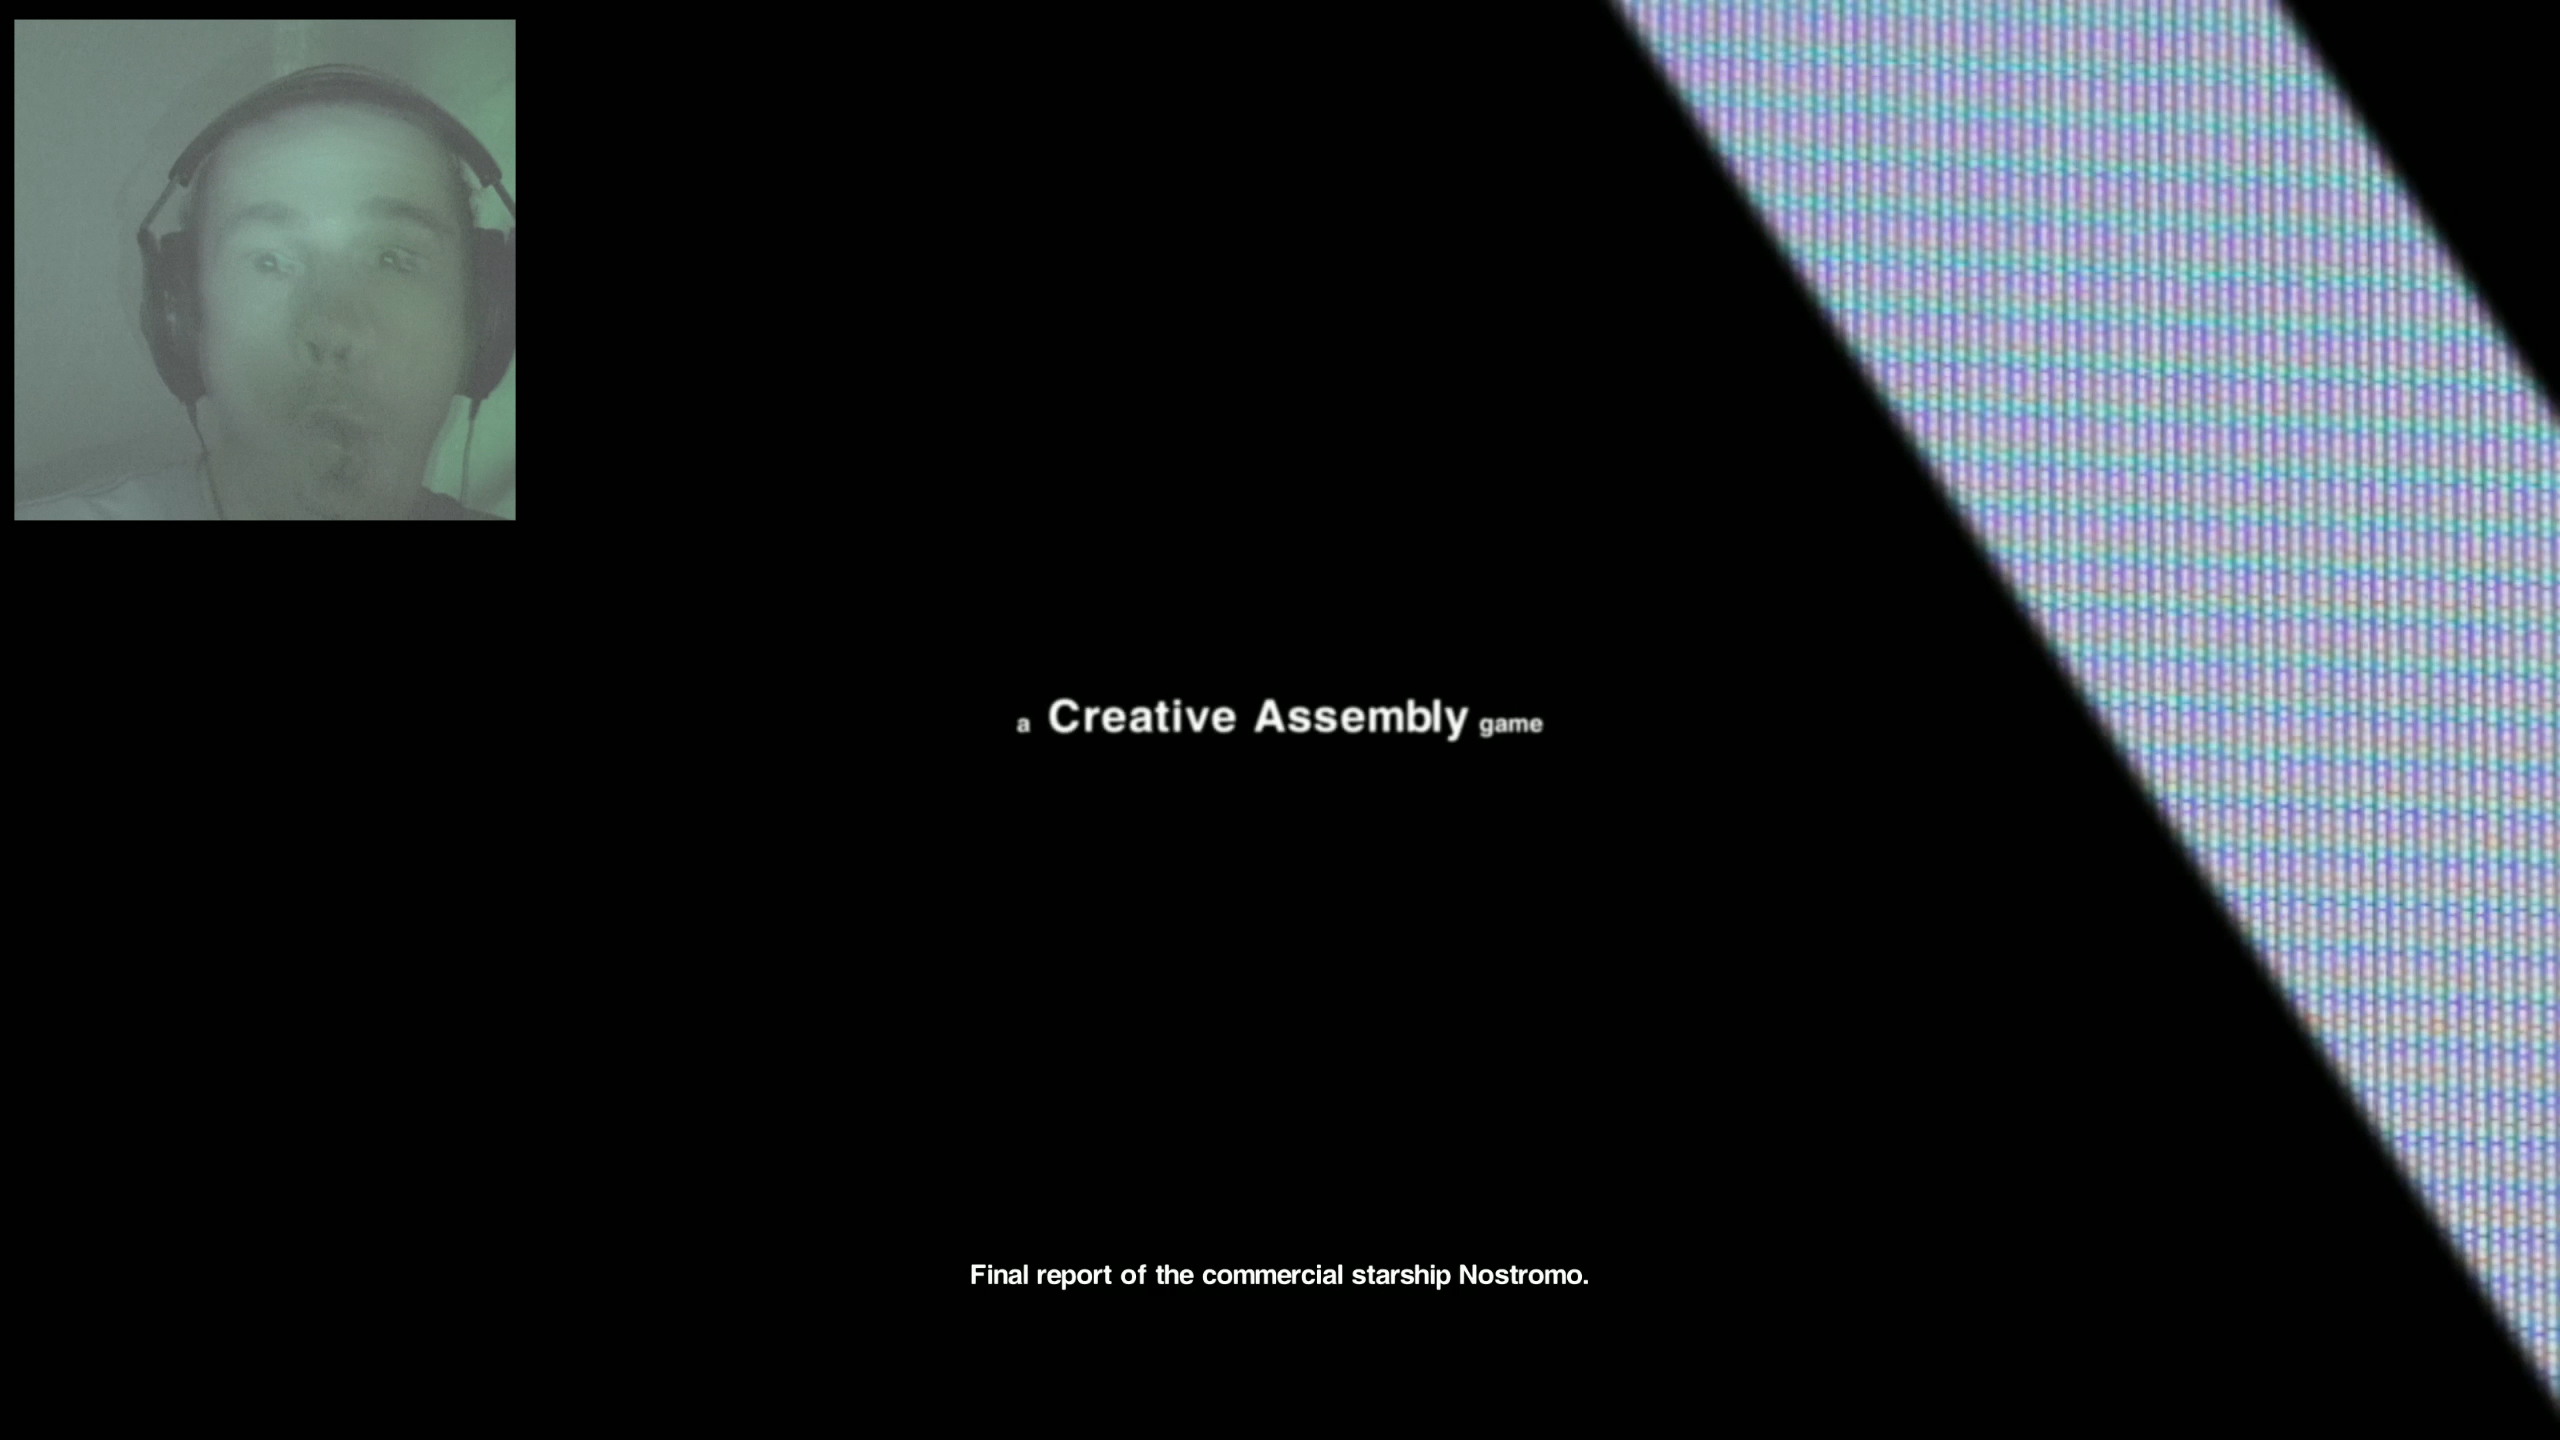 a Creative Assembly game
Final report of the commercial starship Nostromo.